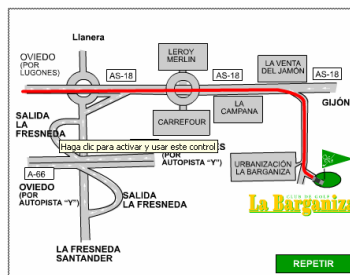 Llanera
OVIEDO
(POR
LUGONES)
AS-18
LEROY
MERLIN
AS-18
LA VENTA
DEL JAMÓN
AS-18
GIJÓN
LA
CAMPANA
CARREFOUR
SALIDA
LA
FRESNEDA
Haga clic para activar y usar este control
ES
(POR
AUTOPISTA "Y")
A-66
OVIEDO
(POR
AUTOPISTA "Y")
SALIDA
LA FRESNEDA
URBANIZACIÓN
LA BARGANIZA
CLUB DE GOLF
La Barganiza
LA FRESNEDA
SANTANDER
REPETIR